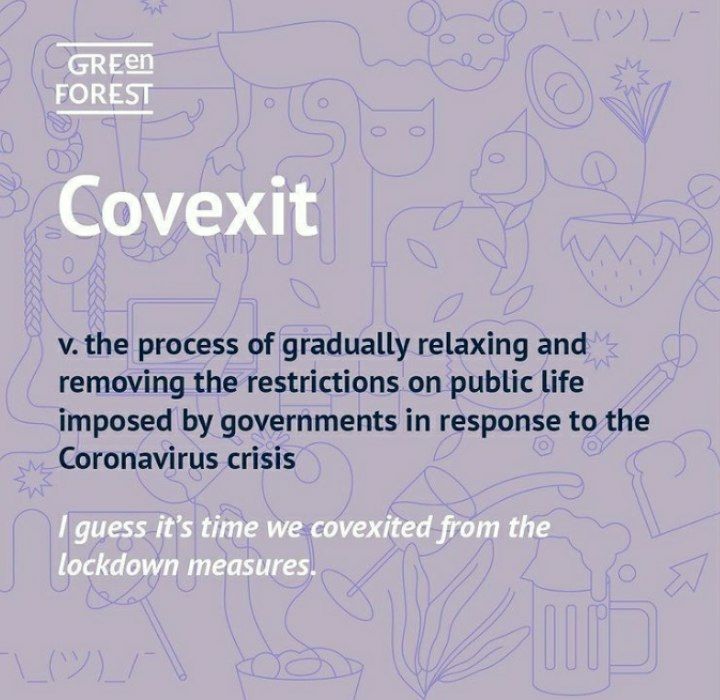 GREen
FOREST
Covexit
v. the process of gradually relaxing and
removing the restrictions on public life
imposed by governments in response to the
Coronavirus crisis
I guess it's time we covexited from the
lockdown measures.